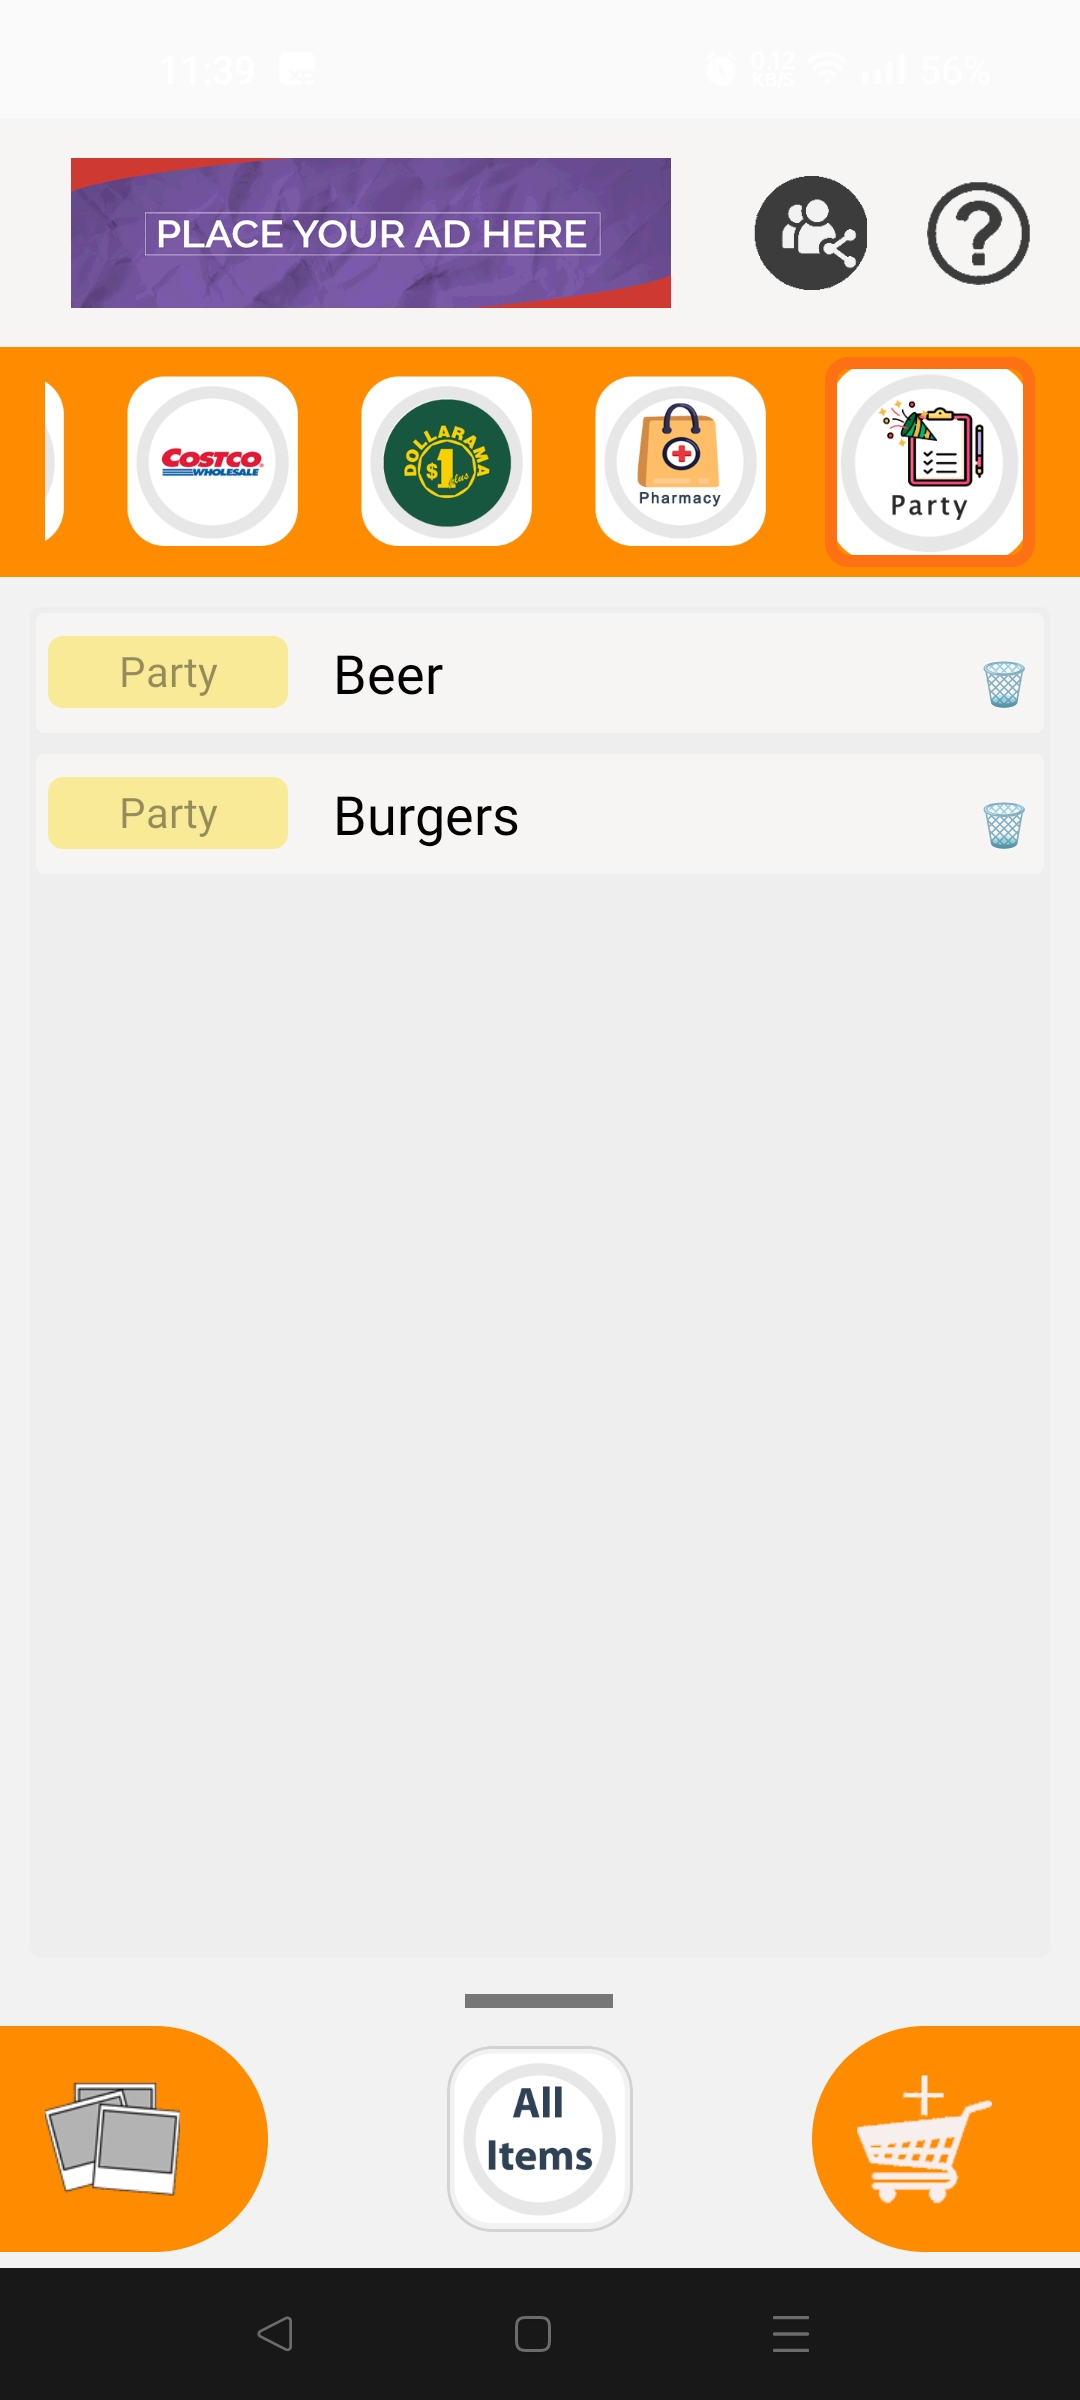 11:39
0.12
KB/S
56%
PLACE YOUR AD HERE
COSTCO
WHOLESALE
DOLLARAMA
$1 plus
Pharmacy
Party
Party
Beer
Party
Burgers
All
Items